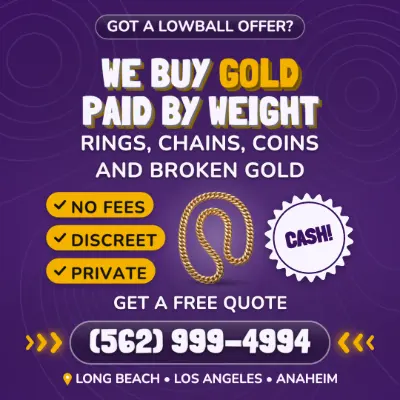 GOT A LOWBALL OFFER?
WE BUY GOLD
PAID BY WEIGHT
RINGS, CHAINS, COINS
AND BROKEN GOLD
NO FEES
DISCREET
PRIVATE
CASH!
GET A FREE QUOTE
(562) 999-4994
LONG BEACH • LOS ANGELES • ANAHEIM